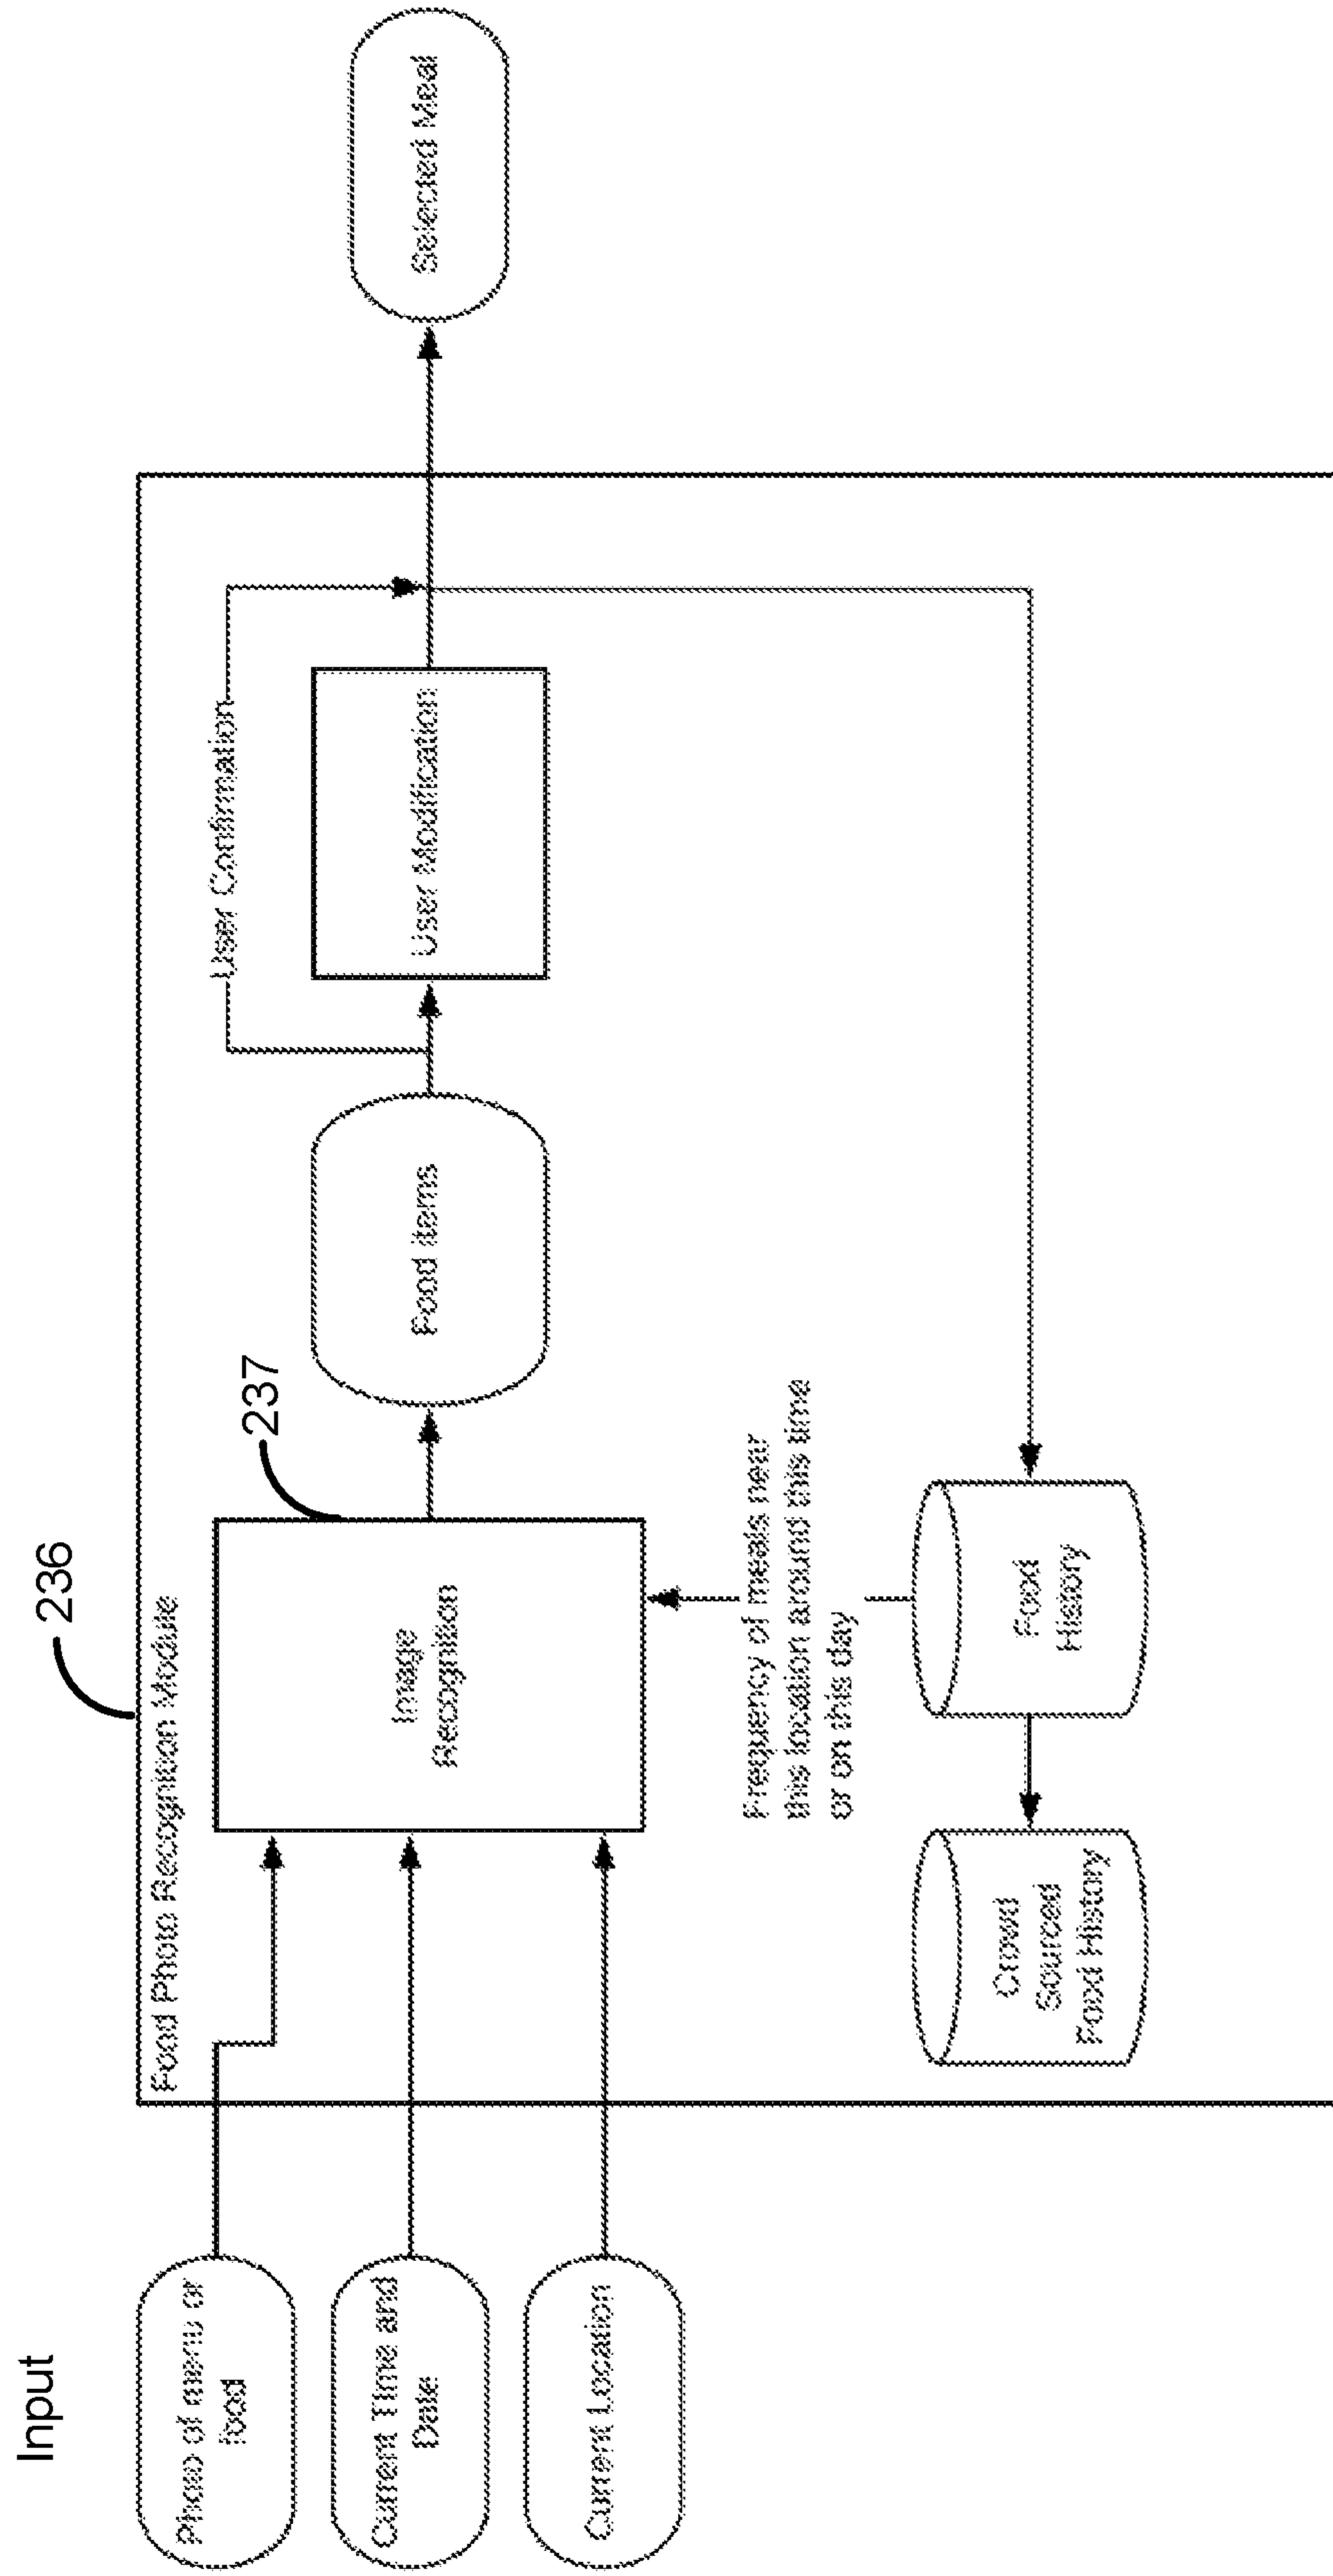 Input
Photo of menu or
food
Current Time and
Date
Current Location
236
Food Photo Recognition Module
237
Image
Recognition
Food items
User Confirmation
User Modification
Selected Meal
Frequency of meals near
this location around this time
or on this day
Crowd
Sourced
Food History
Food
History